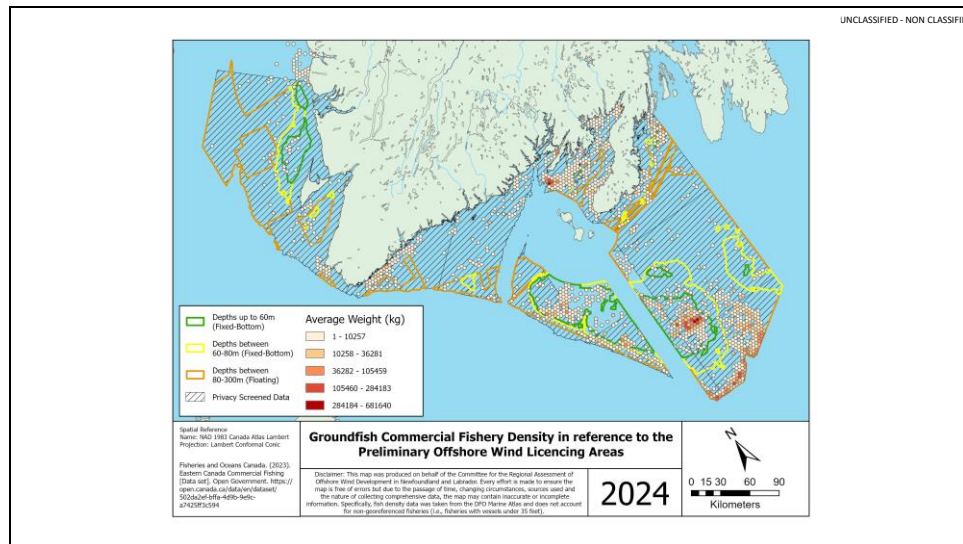 UNCLASSIFIED - NON CLASSIFI
Depths up to 60m
(Fixed-Bottom)
Depths between
60-80m (Fixed-Bottom)
Depths between
80-300m (Floating)
Privacy Screened Data
Average Weight (kg)
1 - 10257
10258 - 36281
36282 - 105459
105460 - 284183
284184 - 681640
Spatial Reference
Name: NAD 1983 Canada Atlas Lambert
Projection: Lambert Conformal Conic
Fisheries and Oceans Canada. (2023).
Eastern Canada Commercial Fishing
[Data set]. Open Government. https://
open.canada.ca/data/en/dataset/
502da2ef-bffa-4d9b-9e9c-
a7425ff3c594
Groundfish Commercial Fishery Density in reference to the
Preliminary Offshore Wind Licencing Areas
Disclaimer: This map was produced on behalf of the Committee for the Regional Assessment of
Offshore Wind Development in Newfoundland and Labrador. Every effort is made to ensure the
map is free of errors but due to the passage of time, changing circumstances, sources used and
the nature of collecting comprehensive data, the map may contain inaccurate or incomplete
information. Specifically, fish density data was taken from the DFO Marine Atlas and does not account
for non-georeferenced fisheries (i.e., fisheries with vessels under 35 feet).
2024
N
0 15 30 60 90
Kilometers